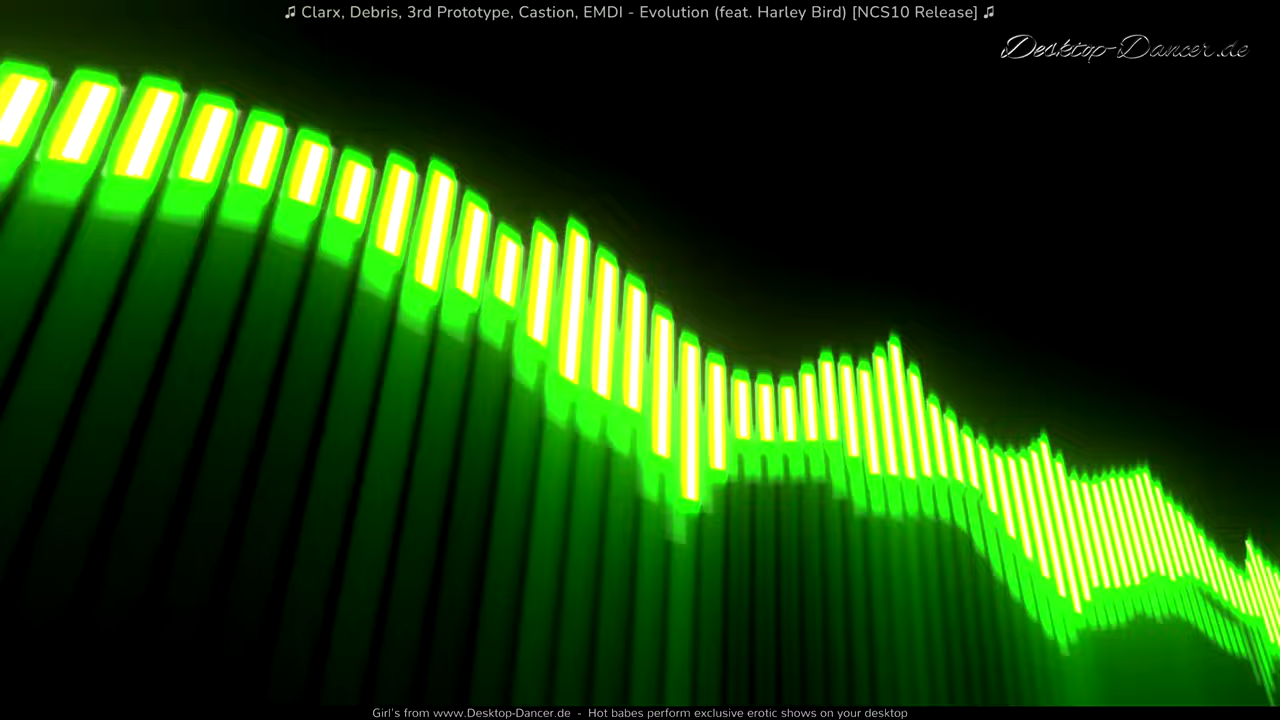 ♫ Clarx, Debris, 3rd Prototype, Castion, EMDI - Evolution (feat. Harley Bird) [NCS10 Release] ♫
Desktop-Dancer.de
Girl's from www.Desktop-Dancer.de - Hot babes perform exclusive erotic shows on your desktop